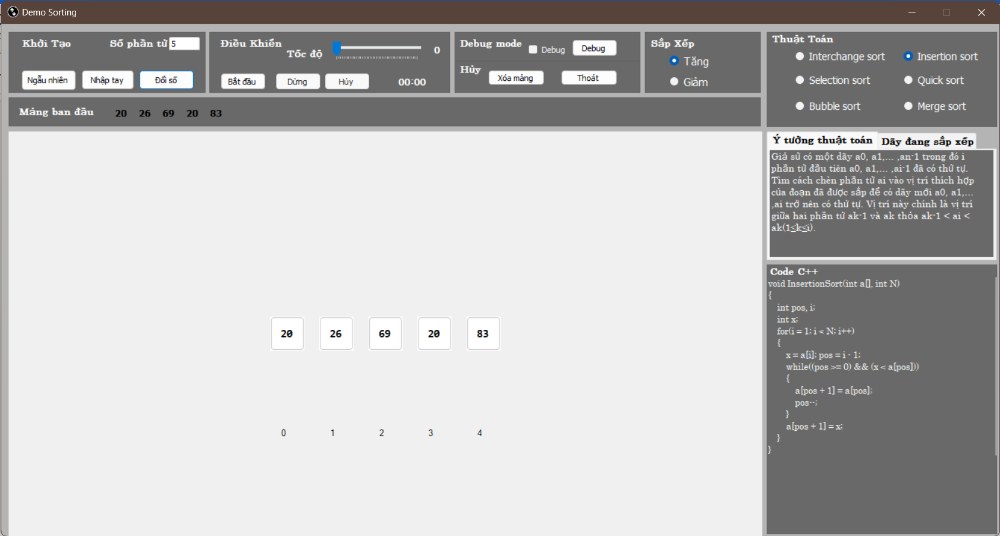 Demo Sorting
Khởi Tạo
Số phần tử 5
Ngẫu nhiên Nhập tay Đổi số
Điều Khiển
Tốc độ 0
Bắt đầu Dừng Hủy 00:00
Debug mode Debug Debug
Hủy Xóa mảng Thoát
Sắp Xếp
Tăng
Giảm
Thuật Toán
Interchange sort Insertion sort
Selection sort Quick sort
Bubble sort Merge sort
Mảng ban đầu 20 26 69 20 83
20 26 69 20 83
0 1 2 3 4
Ý tưởng thuật toán Dãy đang sắp xếp
Giả sử có một dãy a0, a1,... ,an-1 trong đó i
phần tử đầu tiên a0, a1,... ,ai-1 đã có thứ tự.
Tìm cách chèn phần tử ai vào vị trí thích hợp
của đoạn đã được sắp để có dãy mới a0, a1,...
,ai trở nên có thứ tự. Vị trí này chính là vị trí
giữa hai phần tử ak-1 và ak thỏa ak-1 < ai <
ak(1≤k≤i).
Code C++
void InsertionSort(int a[], int N)
{
int pos, i;
int x;
for(i = 1; i < N; i++)
{
x = a[i]; pos = i - 1;
while((pos >= 0) && (x < a[pos]))
{
a[pos + 1] = a[pos];
pos--;
}
a[pos + 1] = x;
}
}